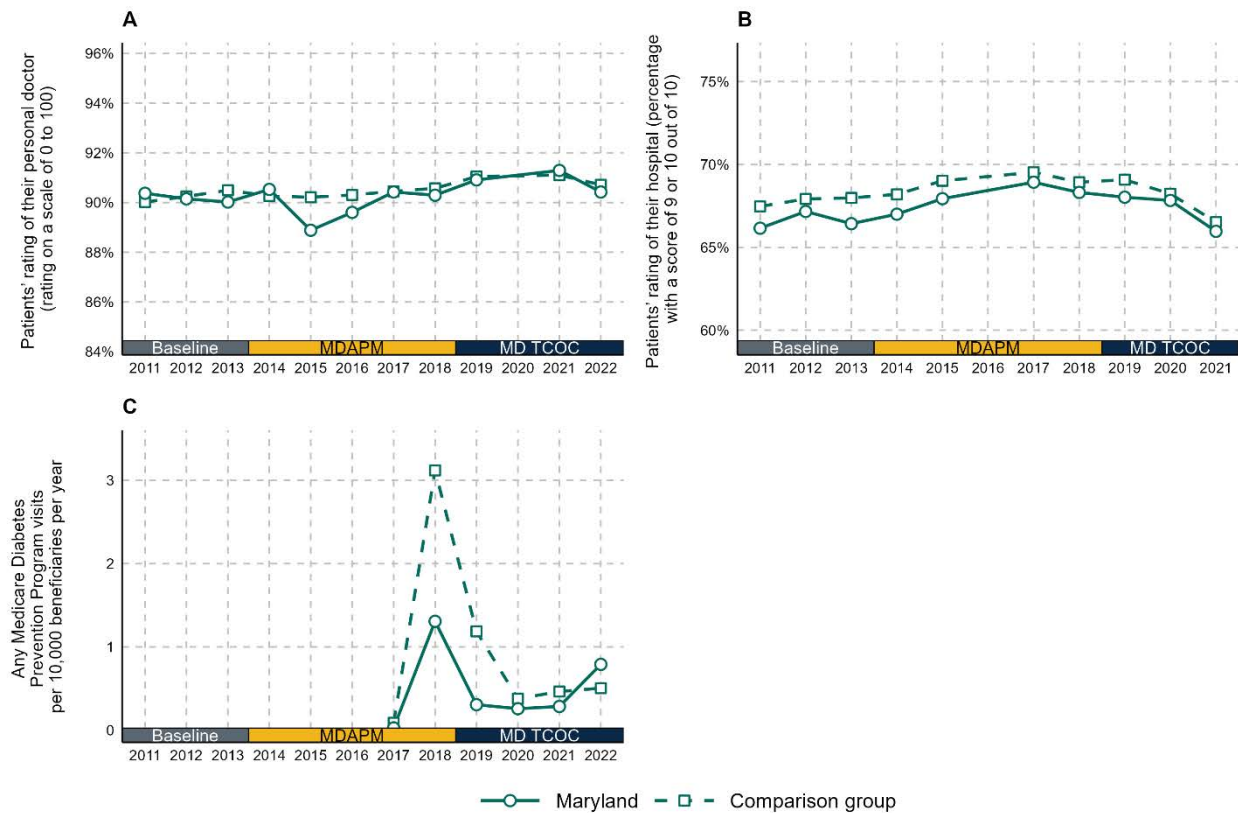 A
Patients' rating of their personal doctor
(rating on a scale of 0 to 100)
96%
94%
92%
90%
88%
86%
84%
Baseline MDAPM MD TCOC
2011 2012 2013 2014 2015 2016 2017 2018 2019 2020 2021 2022
B
Patients' rating of their hospital (percentage
with a score of 9 or 10 out of 10)
75%
70%
65%
60%
Baseline MDAPM MD TCOC
2011 2012 2013 2014 2015 2016 2017 2018 2019 2020 2021
C
Any Medicare Diabetes
Prevention Program visits
per 10,000 beneficiaries per year
3
2
1
0
Baseline MDAPM MD TCOC
2011 2012 2013 2014 2015 2016 2017 2018 2019 2020 2021 2022
Maryland Comparison group